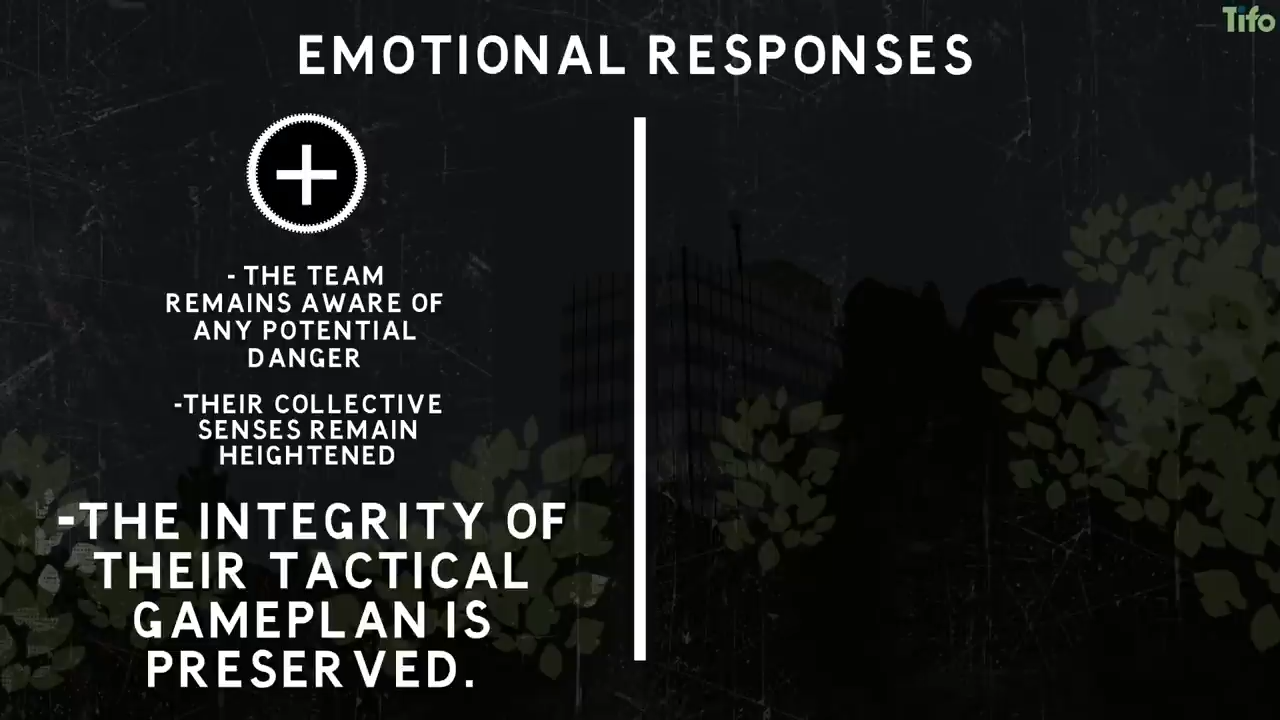 Tifo
EMOTIONAL RESPONSES
- THE TEAM
REMAINS AWARE OF
ANY POTENTIAL
DANGER
-THEIR COLLECTIVE
SENSES REMAIN
HEIGHTENED
-THE INTEGRITY OF
THEIR TACTICAL
GAMEPLAN IS
PRESERVED.